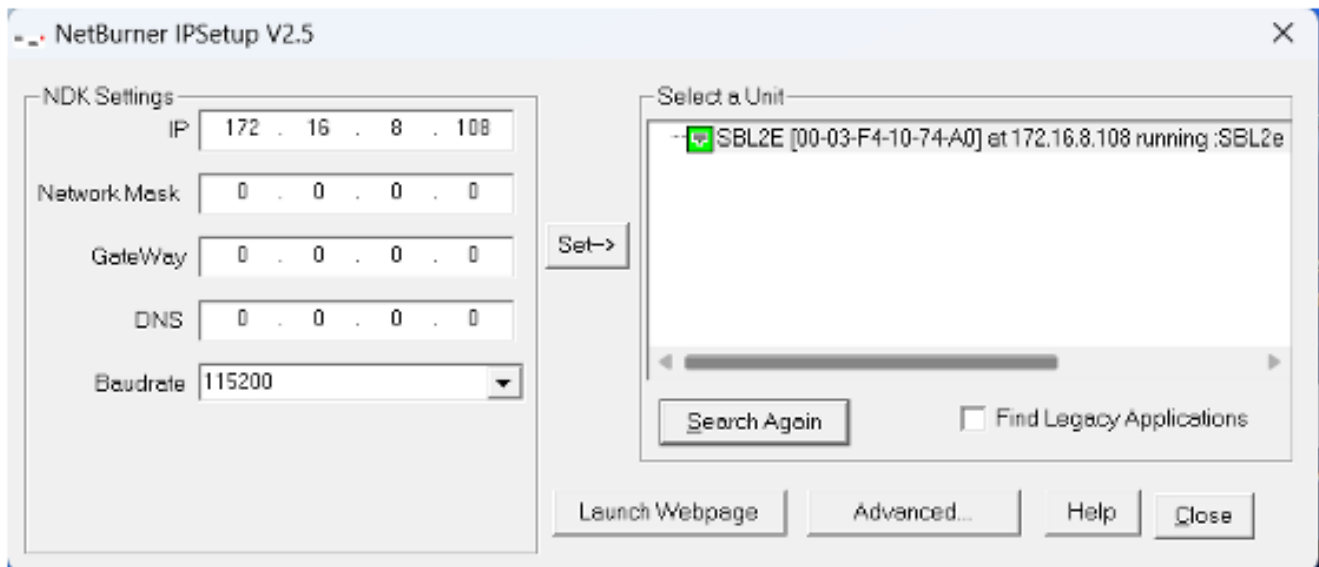 NetBurner IPSetup V2.5
NDK Settings
IP 172 . 16 . 8 . 108
Network Mask 0 . 0 . 0 . 0
GateWay 0 . 0 . 0 . 0
DNS 0 . 0 . 0 . 0
Baudrate 115200
Set->
Select a Unit
SBL2E [00-03-F4-10-74-A0] at 172.16.8.108 running :SBL2e
Search Again
Find Legacy Applications
Launch Webpage
Advanced...
Help
Close